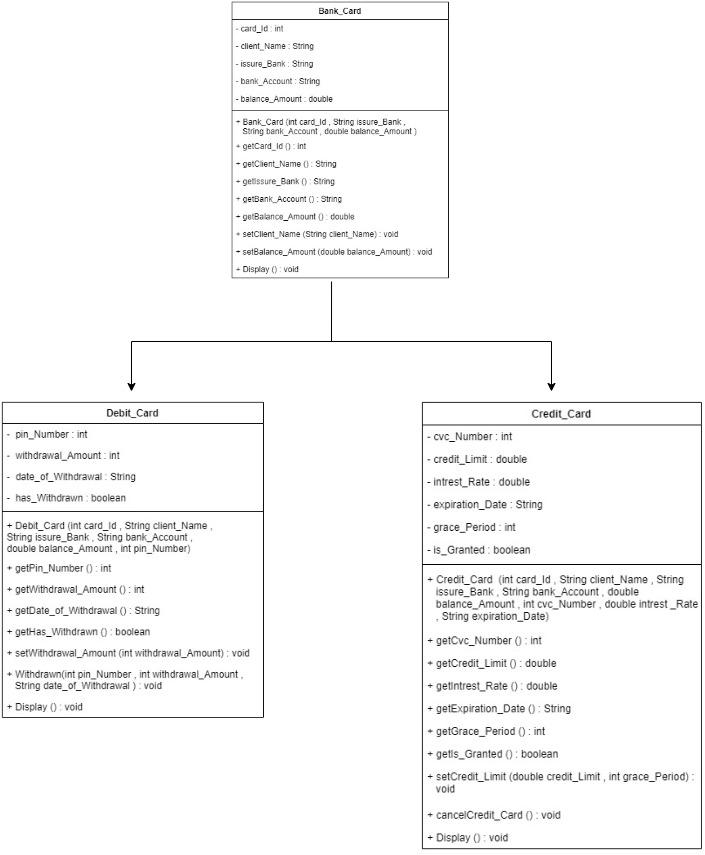 Bank_Card
- card_Id : int
- client_Name : String
- issure_Bank : String
- bank_Account : String
- balance_Amount : double
+ Bank_Card (int card_Id , String issure_Bank ,
String bank_Account , double balance_Amount )
+ getCard_Id () : int
+ getClient_Name () : String
+ getIssure_Bank () : String
+ getBank_Account () : String
+ getBalance_Amount () : double
+ setClient_Name (String client_Name) : void
+ setBalance_Amount (double balance_Amount) : void
+ Display () : void
Debit_Card
- pin_Number : int
- withdrawal_Amount : int
- date_of_Withdrawal : String
- has_Withdrawn : boolean
+ Debit_Card (int card_Id , String client_Name ,
String issure_Bank , String bank_Account ,
double balance_Amount , int pin_Number)
+ getPin_Number () : int
+ getWithdrawal_Amount () : int
+ getDate_of_Withdrawal () : String
+ getHas_Withdrawn () : boolean
+ setWithdrawal_Amount (int withdrawal_Amount) : void
+ Withdrawn(int pin_Number , int withdrawal_Amount ,
String date_of_Withdrawal ) : void
+ Display () : void
Credit_Card
- cvc_Number : int
- credit_Limit : double
- intrest_Rate : double
- expiration_Date : String
- grace_Period : int
- is_Granted : boolean
+ Credit_Card (int card_Id , String client_Name , String
issure_Bank , String bank_Account , double
balance_Amount , int cvc_Number , double intrest _Rate
, String expiration_Date)
+ getCvc_Number () : int
+ getCredit_Limit () : double
+ getIntrest_Rate () : double
+ getExpiration_Date () : String
+ getGrace_Period () : int
+ getIs_Granted () : boolean
+ setCredit_Limit (double credit_Limit , int grace_Period) :
void
+ cancelCredit_Card () : void
+ Display () : void